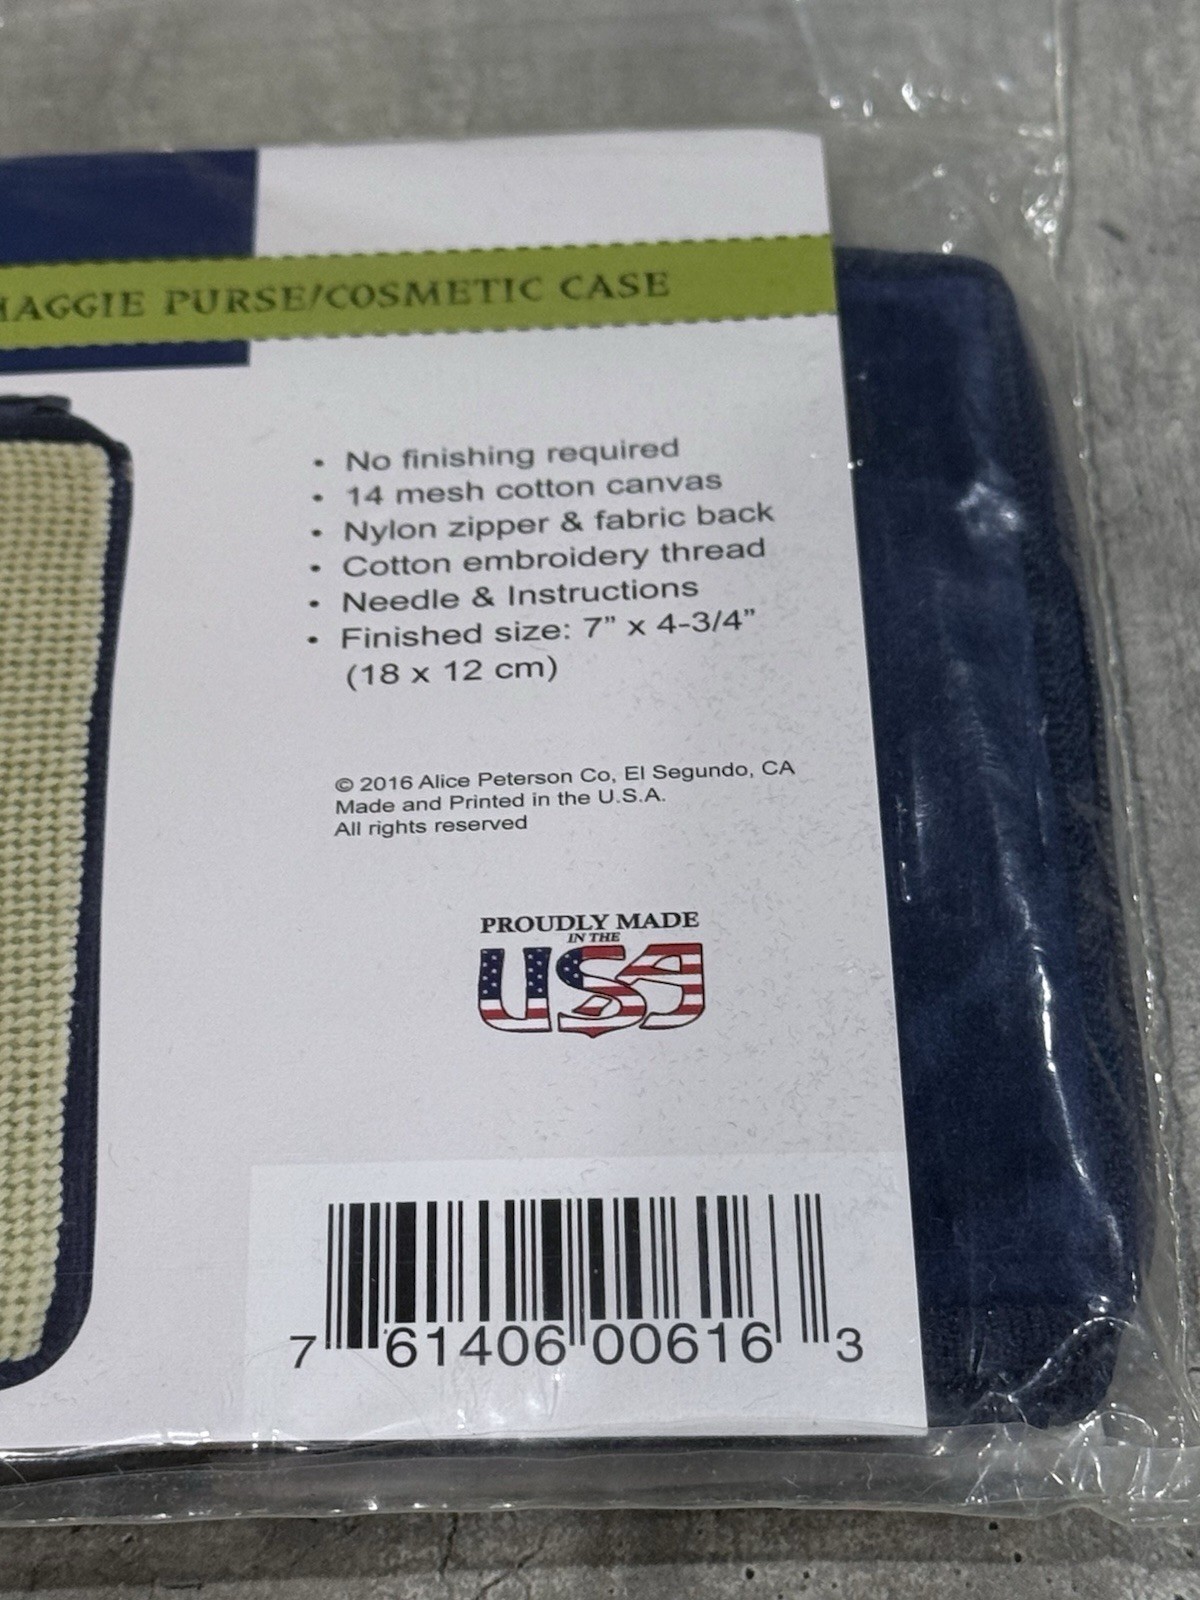 MAGGIE PURSE/COSMETIC CASE
• No finishing required
• 14 mesh cotton canvas
• Nylon zipper & fabric back
• Cotton embroidery thread
• Needle & Instructions
• Finished size: 7” x 4-3/4”
(18 x 12 cm)
© 2016 Alice Peterson Co, El Segundo, CA
Made and Printed in the U.S.A.
All rights reserved
PROUDLY MADE
IN THE
USA
7 61406 00616 3